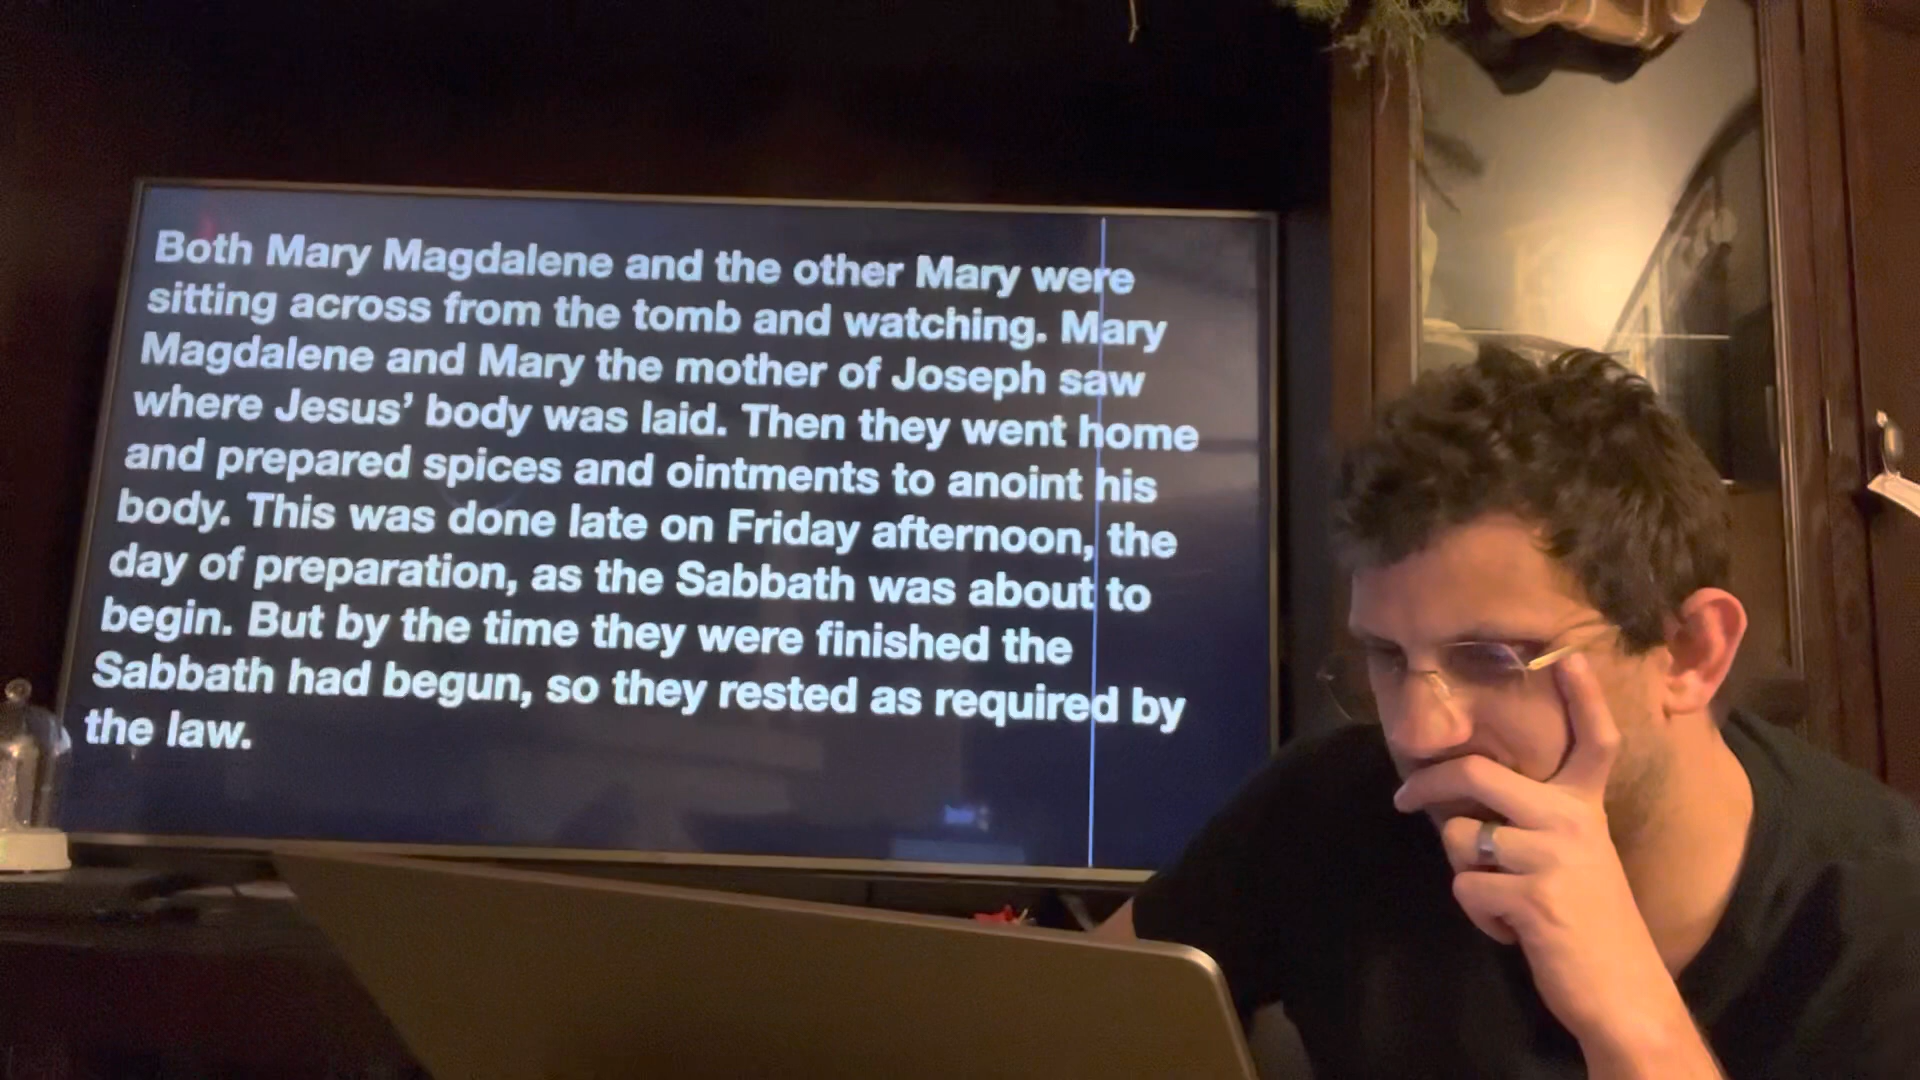 Both Mary Magdalene and the other Mary were
sitting across from the tomb and watching. Mary
Magdalene and Mary the mother of Joseph saw
where Jesus’ body was laid. Then they went home
and prepared spices and ointments to anoint his
body. This was done late on Friday afternoon, the
day of preparation, as the Sabbath was about to
begin. But by the time they were finished the
Sabbath had begun, so they rested as required by
the law.